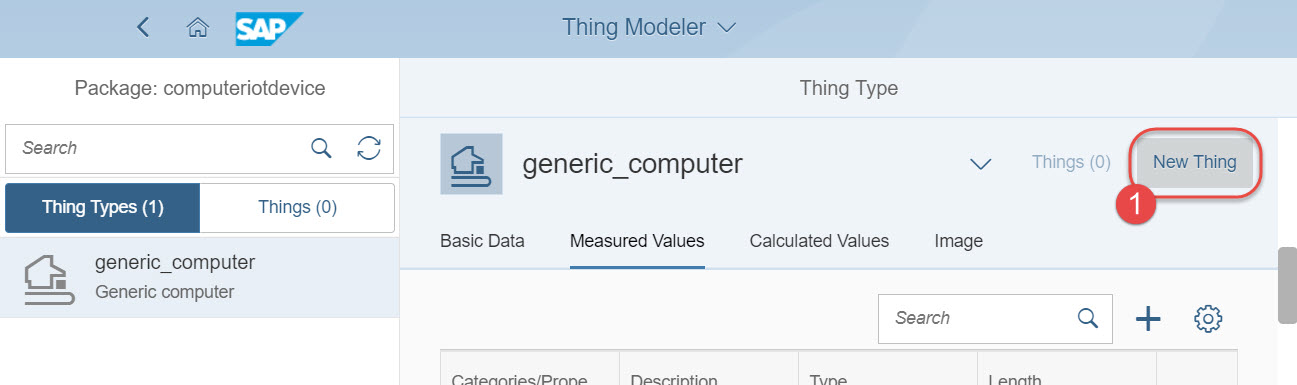 SAP
Thing Modeler
Package: computeriotdevice
Thing Type
Search
generic_computer
Things (0)
New Thing
1
Thing Types (1)
Things (0)
Basic Data
Measured Values
Calculated Values
Image
generic_computer
Generic computer
Search
Categories/Prope
Description
Type
Length